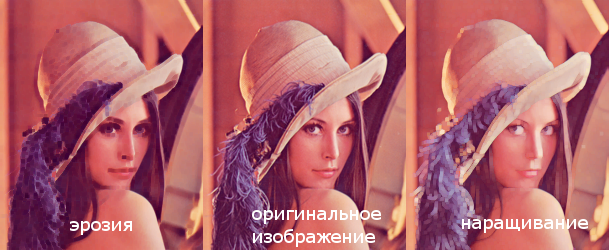 эрозия
оригинальное
изображение
наращивание